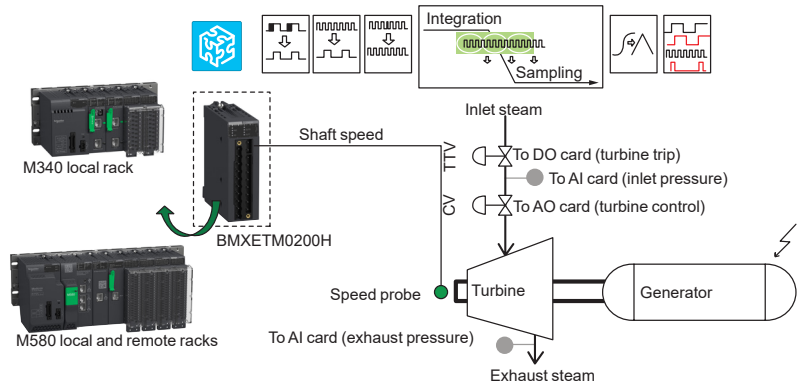 Integration
Sampling
Inlet steam
M340 local rack
Shaft speed
TTV
To DO card (turbine trip)
To AI card (inlet pressure)
CV
To AO card (turbine control)
BMXETM0200H
Speed probe
Turbine
Generator
M580 local and remote racks
To AI card (exhaust pressure)
Exhaust steam